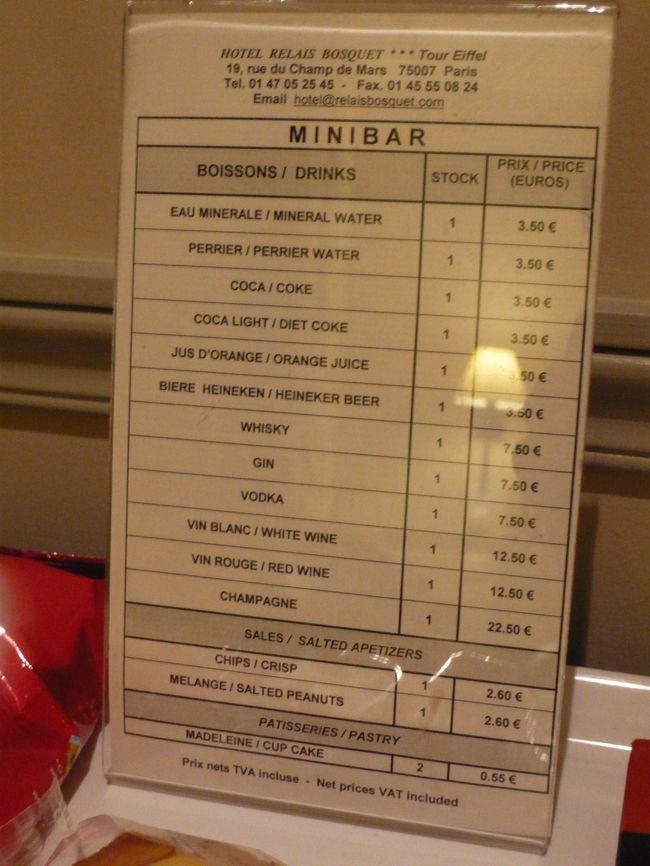 HOTEL RELAIS BOSQUET * * * Tour Eiffel
19, rue du Champ de Mars 75007 Paris
Tel. 01 47 05 25 45 - Fax. 01 45 55 08 24
Email hotel@relaisbosquet.com
MINIBAR
BOISSONS / DRINKS STOCK PRIX / PRICE (EUROS)
EAU MINERALE / MINERAL WATER 1 3.50 €
PERRIER / PERRIER WATER 1 3.50 €
COCA / COKE 1 3.50 €
COCA LIGHT / DIET COKE 1 3.50 €
JUS D'ORANGE / ORANGE JUICE 1 3.50 €
BIERE HEINEKEN / HEINEKER BEER 1 3.50 €
WHISKY 1 7.50 €
GIN 1 7.50 €
VODKA 1 7.50 €
VIN BLANC / WHITE WINE 1 12.50 €
VIN ROUGE / RED WINE 1 12.50 €
CHAMPAGNE 1 22.50 €
SALES / SALTED APETIZERS
CHIPS / CRISP 1 2.60 €
MELANGE / SALTED PEANUTS 1 2.60 €
PATISSERIES / PASTRY
MADELEINE / CUP CAKE 2 0.55 €
Prix nets TVA incluse - Net prices VAT included